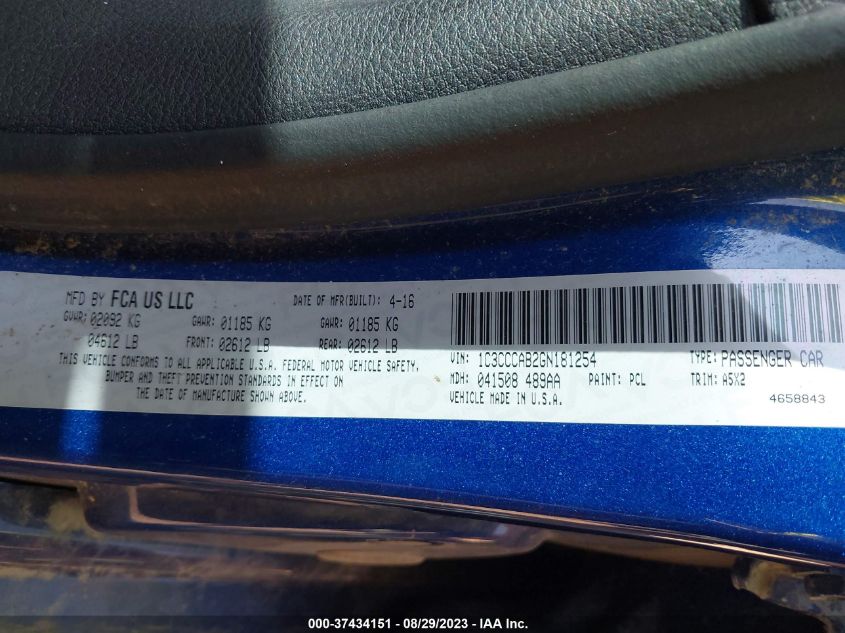 MFD BY FCA US LLC DATE OF MFR(BUILT): 4-16
GVWR: 02092 KG GAWR: 01185 KG GAWR: 01185 KG
04612 LB FRONT: 02612 LB REAR: 02612 LB
THIS VEHICLE CONFORMS TO ALL APPLICABLE U.S.A. FEDERAL MOTOR VEHICLE SAFETY,
BUMPER AND THEFT PREVENTION STANDARDS IN EFFECT ON
THE DATE OF MANUFACTURE SHOWN ABOVE.
VIN: 1C3CCCAB2GN181254 TYPE: PASSENGER CAR
MDH: 041508 489AA PAINT: PCL TRIM: A5X2
VEHICLE MADE IN U.S.A. 4658843
000-37434151 - 08/29/2023 - IAA Inc.